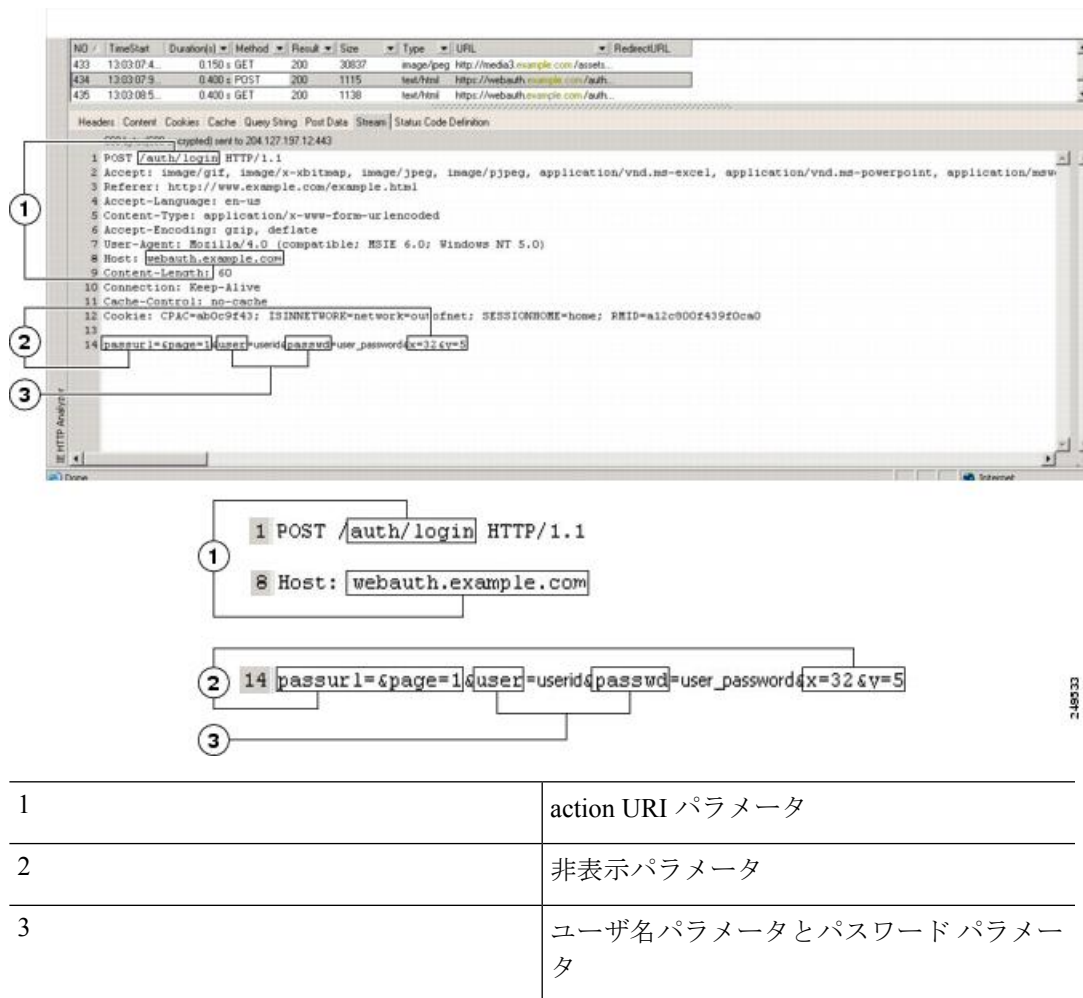 NO / TimeStart Duration(s) Method Result Size Type URL RedirectURL
433 13:03:07:4... 0.150 s GET 200 30837 image/jpeg http://media3.example.com/assets...
434 13:03:07:9... 0.400 s POST 200 1115 text/html https://webauth.example.com/auth...
435 13:03:08:5... 0.400 s GET 200 1138 text/html https://webauth.example.com/auth...
Headers Content Cookies Cache Query String Post Data Stream Status Code Definition
crypted) sent to 204.127.197.12:443
1 POST /auth/login HTTP/1.1
2 Accept: image/gif, image/x-xbitmap, image/jpeg, image/pjpeg, application/vnd.ms-excel, application/vnd.ms-powerpoint, application/msw
3 Referer: http://www.example.com/example.html
4 Accept-Language: en-us
5 Content-Type: application/x-www-form-urlencoded
6 Accept-Encoding: gzip, deflate
7 User-Agent: Mozilla/4.0 (compatible; MSIE 6.0; Windows NT 5.0)
8 Host: webauth.example.com
9 Content-Length: 60
10 Connection: Keep-Alive
11 Cache-Control: no-cache
12 Cookie: CPAC=ab0c9f43; ISINNETWORK=network=outofnet; SESSIONHOME=home; RMID=a12c800f439f0ca0
13
14 passurl=&page=1&user=userid&passwd=user_password&x=32&y=5
1
2
3
IE HTTP Analyzer
Done Internet
1 POST /auth/login HTTP/1.1
1
8 Host: webauth.example.com
2 14 passurl=&page=1&user=userid&passwd=user_password&x=32&y=5
3
249533
1 action URI パラメータ
2 非表示パラメータ
3 ユーザ名パラメータとパスワード パラメー
タ